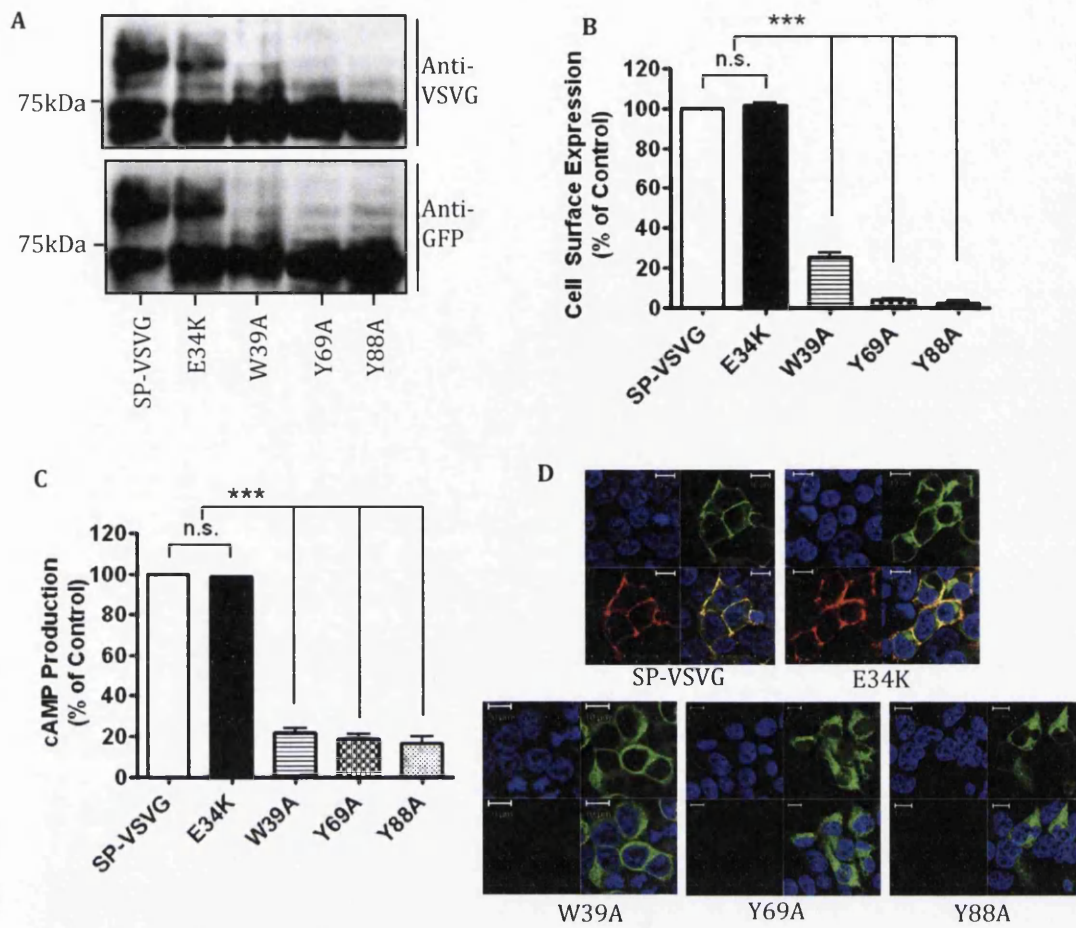 A
75kDa
Anti-
VSVG
75kDa
Anti-
GFP
SP-VSVG
E34K
W39A
Y69A
Y88A
B
***
n.s.
Cell Surface Expression
(% of Control)
120
100
80
60
40
20
0
SP-VSVG
E34K
W39A
Y69A
Y88A
C
***
n.s.
cAMP Production
(% of Control)
120
100
80
60
40
20
0
SP-VSVG
E34K
W39A
Y69A
Y88A
D
SP-VSVG
E34K
W39A
Y69A
Y88A